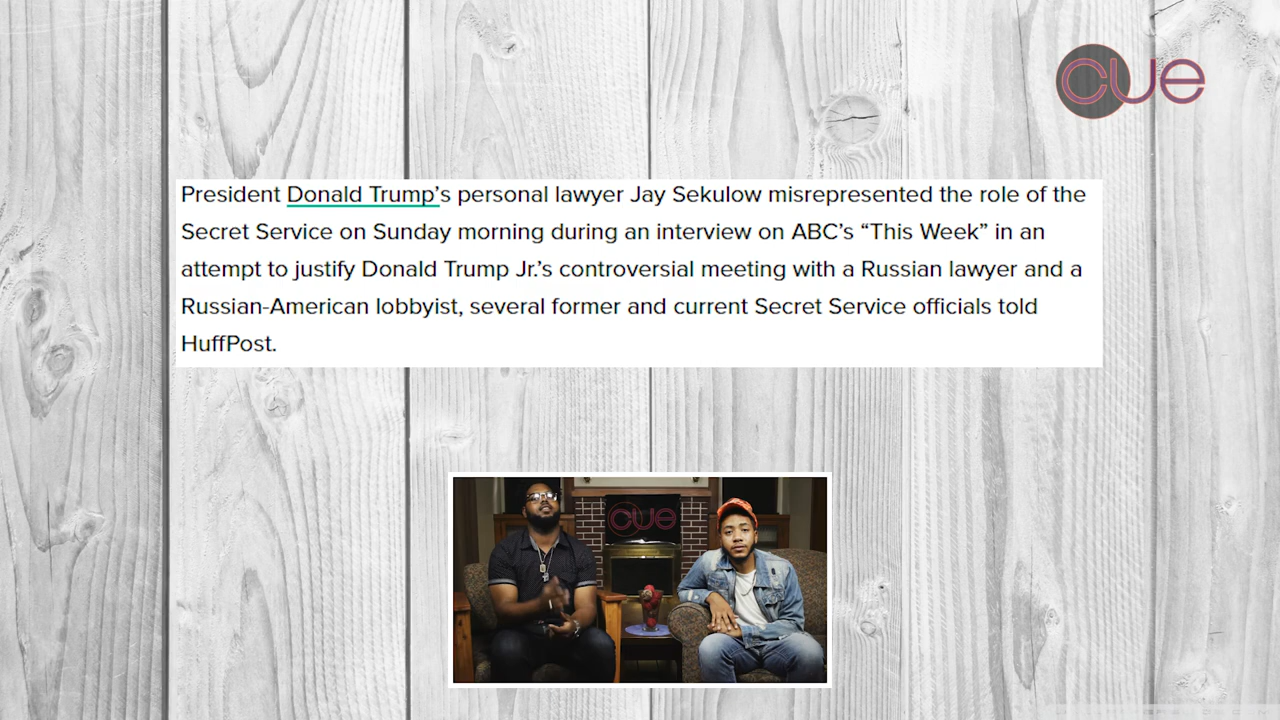 cue
President Donald Trump’s personal lawyer Jay Sekulow misrepresented the role of the
Secret Service on Sunday morning during an interview on ABC’s “This Week” in an
attempt to justify Donald Trump Jr.’s controversial meeting with a Russian lawyer and a
Russian-American lobbyist, several former and current Secret Service officials told
HuffPost.
cue